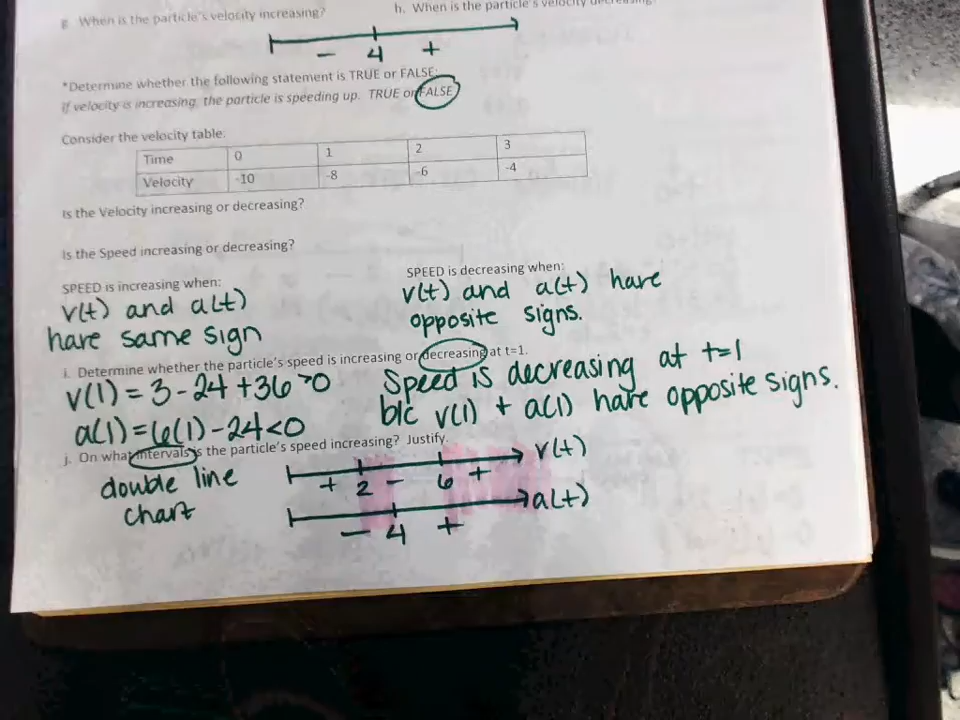 g. When is the particle's velocity increasing? h. When is the particle's velocity decreasing?
− 4 +
*Determine whether the following statement is TRUE or FALSE:
If velocity is increasing, the particle is speeding up. TRUE or FALSE
Consider the velocity table.
Time 0 1 2 3
Velocity -10 -8 -6 -4
Is the Velocity increasing or decreasing?
Is the Speed increasing or decreasing?
SPEED is increasing when:
v(t) and a(t)
have same sign
SPEED is decreasing when:
v(t) and a(t) have
opposite signs.
i. Determine whether the particle's speed is increasing or decreasing at t=1.
v(1) = 3 - 24 + 36 > 0
a(1) = 6(1) - 24 < 0
Speed is decreasing at t=1
b/c v(1) + a(1) have opposite signs.
j. On what intervals is the particle's speed increasing? Justify.
double line
chart
+ 2 − 6 + v(t)
− 4 + a(t)